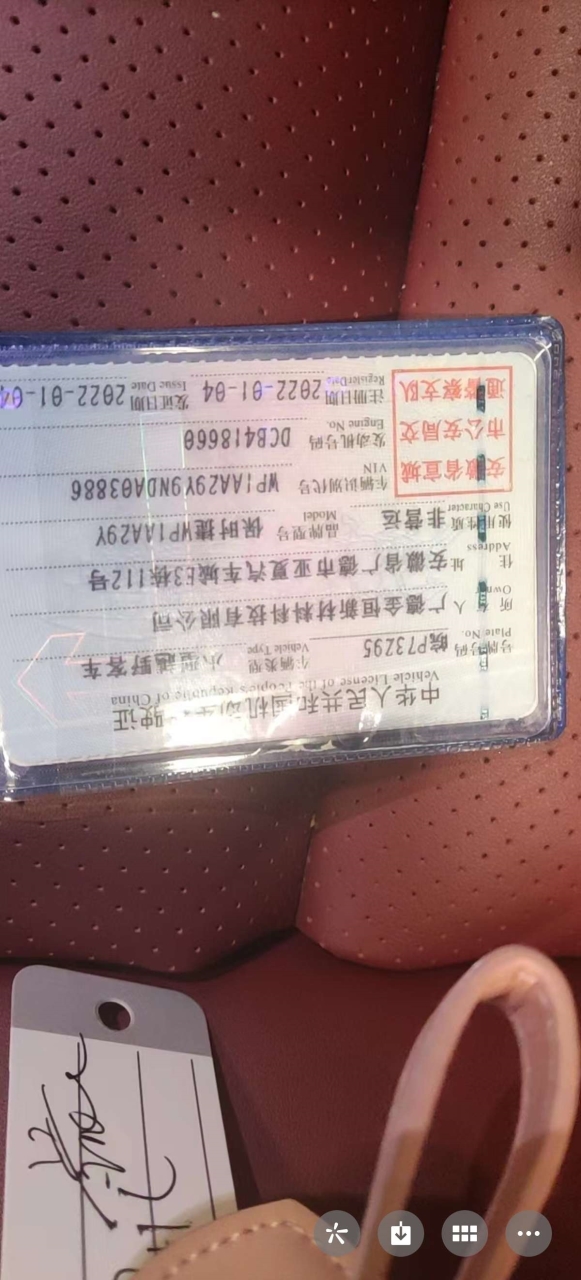 中华人民共和国机动车行驶证
Vehicle License of the People's Republic of China
号牌号码 皖P73295 车辆类型 小型越野客车
Plate No. Vehicle Type
所有人 广德金恒新材料科技有限公司
Owner
住址 安徽省广德市亚夏汽车城E3栋112号
Address
使用性质 非营运 品牌型号 保时捷WP1AA29Y
Use Character Model
安徽省宣城
市公安局交
通警察支队
车辆识别代号 WP1AA29Y9NDA03886
VIN
发动机号码 DCB418660
Engine No.
注册日期 2022-01-04 发证日期 2022-01-04
Register Date Issue Date